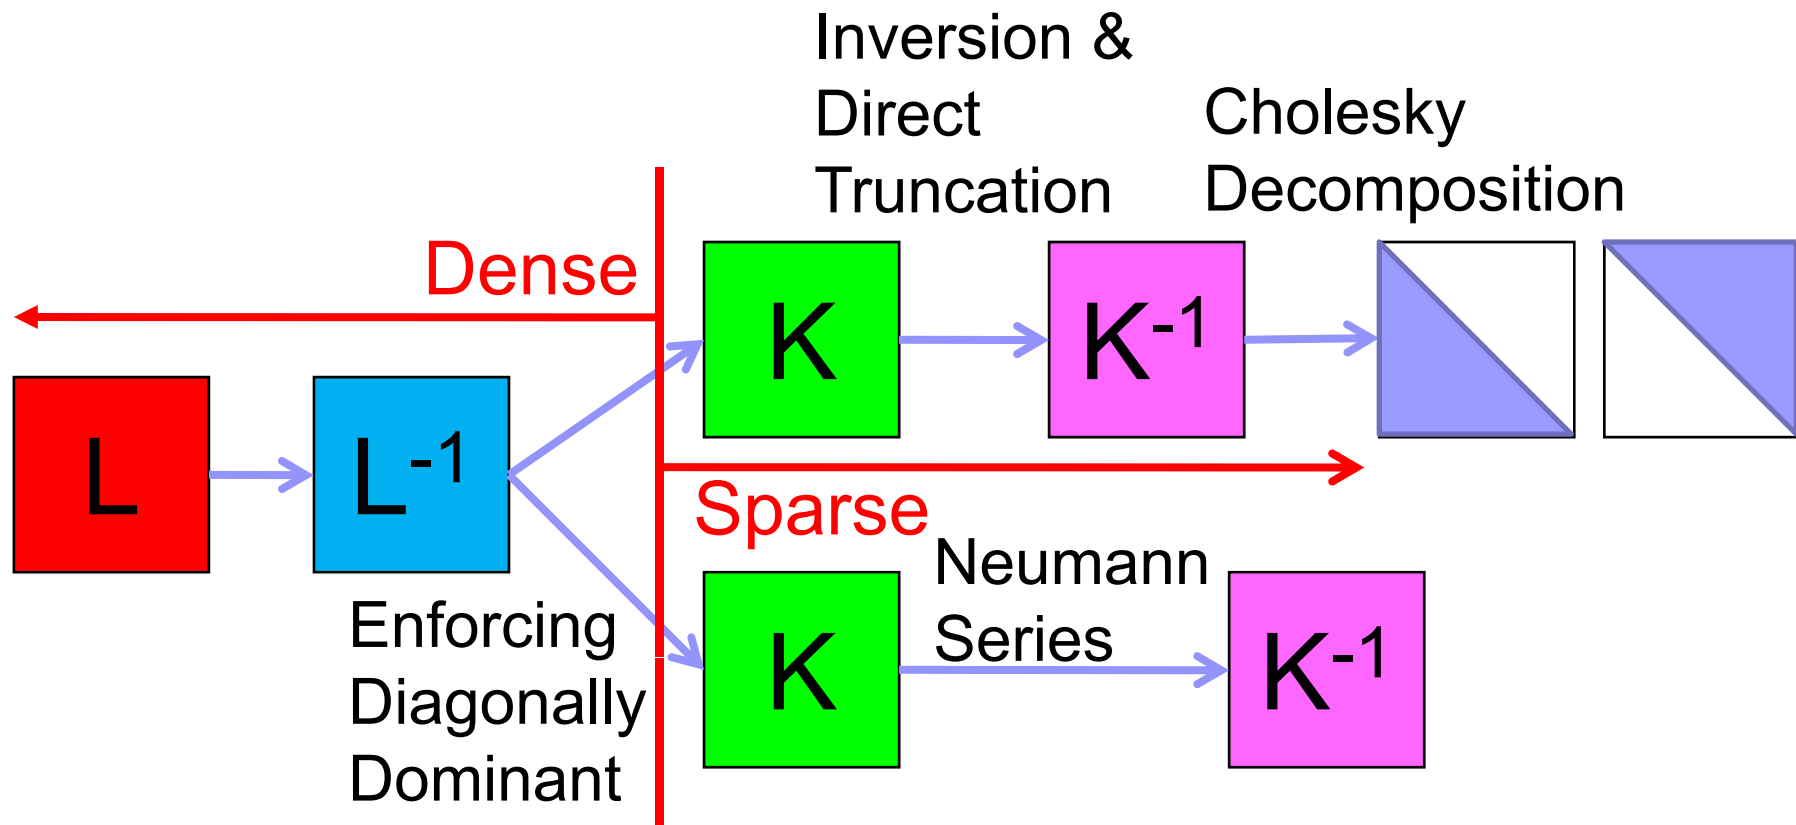 Inversion &
Direct
Truncation
Cholesky
Decomposition
Dense
K
K⁻¹
L
L⁻¹
Sparse
Neumann
Series
K
K⁻¹
Enforcing
Diagonally
Dominant